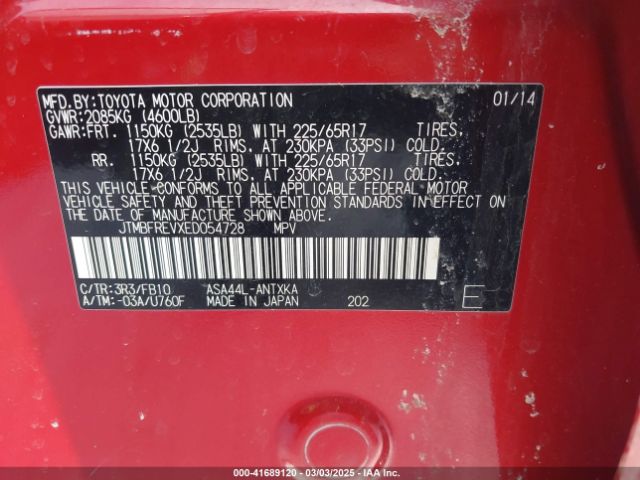 MFD.BY:TOYOTA MOTOR CORPORATION 01/14
GVWR:2085KG (4600LB)
GAWR:FRT. 1150KG (2535LB) WITH 225/65R17 TIRES.
17X6 1/2J RIMS. AT 230KPA (33PSI) COLD.
RR. 1150KG (2535LB) WITH 225/65R17 TIRES.
17X6 1/2J RIMS. AT 230KPA (33PSI) COLD.
THIS VEHICLE CONFORMS TO ALL APPLICABLE FEDERAL MOTOR
VEHICLE SAFETY AND THEFT PREVENTION STANDARDS IN EFFECT ON
THE DATE OF MANUFACTURE SHOWN ABOVE.
JTMBFREVXED054728 MPV
C/TR:3R3/FB10 ASA44L-ANTXKA
A/TM:-03A/U760F MADE IN JAPAN 202 E
000-41689120 - 03/03/2025 - IAAI.COM